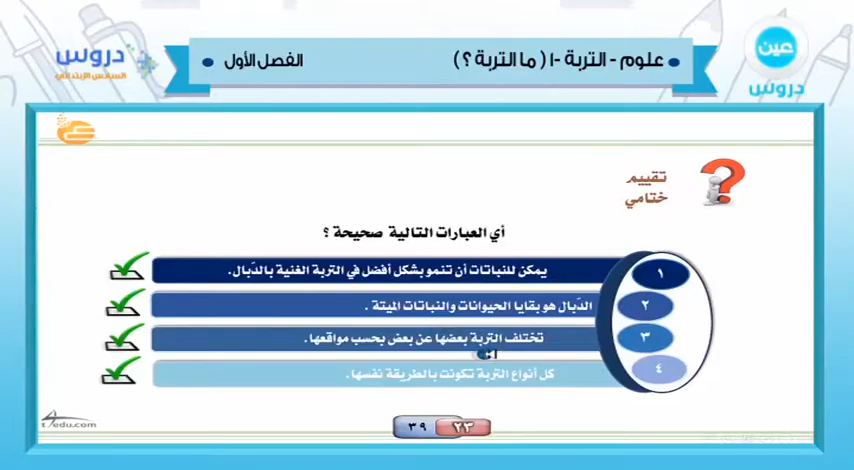 علوم - التربة -١ ( ما التربة ؟ )
الفصل الأول
عين
دروس
دروس
السادس الإبتدائي
تقييم
ختامي
أي العبارات التالية صحيحة ؟
١ يمكن للنباتات أن تنمو بشكل أفضل في التربة الغنية بالدّبال.
٢ الدّبال هو بقايا الحيوانات والنباتات الميتة .
٣ تختلف التربة بعضها عن بعض بحسب مواقعها.
٤ كل أنواع التربة تكونت بالطريقة نفسها.
٢٣
٣٩
t4edu.com